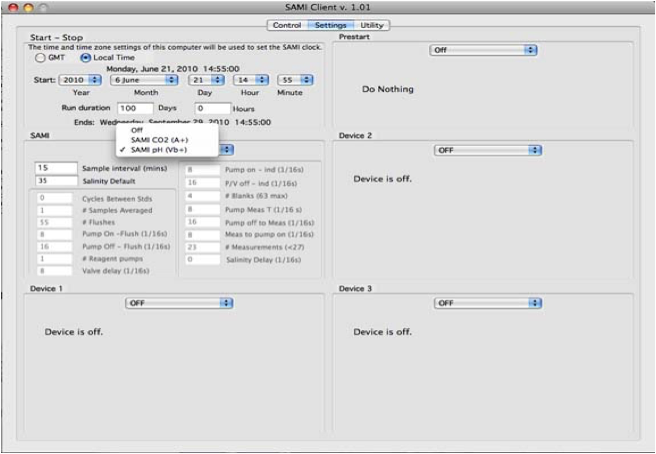 SAMI Client v. 1.01
Control Settings Utility
Start - Stop
The time and time zone settings of this computer will be used to set the SAMI clock.
GMT Local Time
Monday, June 21, 2010 14:55:00
Start: 2010 6 June 21 14 55
Year Month Day Hour Minute
Run duration 100 Days 0 Hours
Ends: Wednesday, September 29, 2010 14:55:00
Prestart
Off
Do Nothing
SAMI
Off
SAMI CO2 (A+)
✓ SAMI pH (Vb+)
15 Sample interval (mins)
35 Salinity Default
0 Cycles Between Stds
1 # Samples Averaged
55 # Flushes
8 Pump On -Flush (1/16s)
16 Pump Off - Flush (1/16s)
1 # Reagent pumps
8 Valve delay (1/16s)
8 Pump on - ind (1/16s)
16 P/V off - ind (1/16s)
4 # Blanks (63 max)
8 Pump Meas T (1/16 s)
16 Pump off to Meas (1/16s)
8 Meas to pump on (1/16s)
23 # Measurements (<27)
0 Salinity Delay (1/16s)
Device 2
OFF
Device is off.
Device 1
OFF
Device is off.
Device 3
OFF
Device is off.